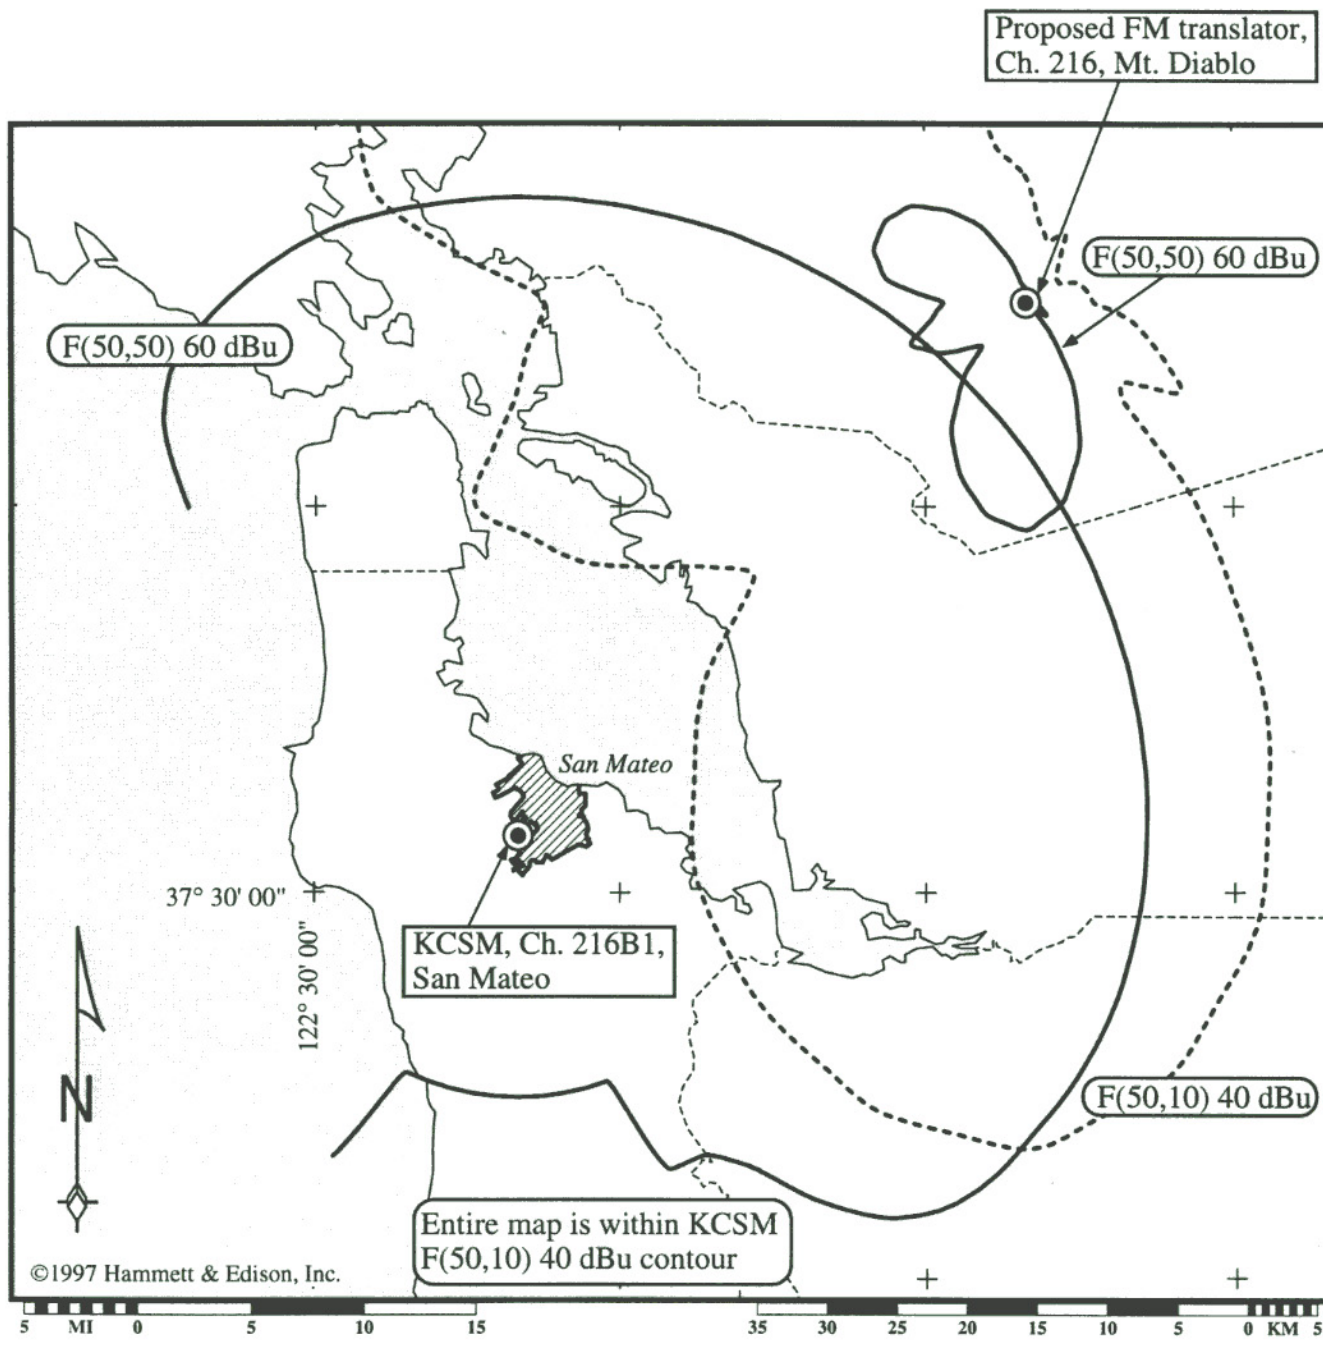 Proposed FM translator,
Ch. 216, Mt. Diablo
F(50,50) 60 dBu
F(50,50) 60 dBu
San Mateo
37° 30' 00"
122° 30' 00"
KCSM, Ch. 216B1,
San Mateo
N
F(50,10) 40 dBu
Entire map is within KCSM
F(50,10) 40 dBu contour
©1997 Hammett & Edison, Inc.
5 MI 0 5 10 15 35 30 25 20 15 10 5 0 KM 5